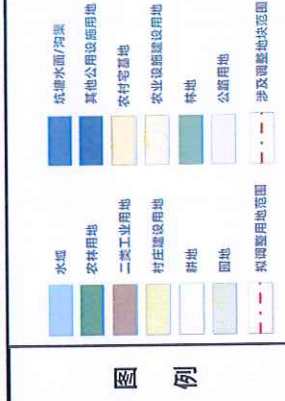 图例
水域
农林用地
二类工业用地
村庄建设用地
耕地
园地
拟调整用地范围
坑塘水面/沟渠
其他公用设施用地
农村宅基地
农业设施建设用地
林地
公路用地
涉及调整地块范围